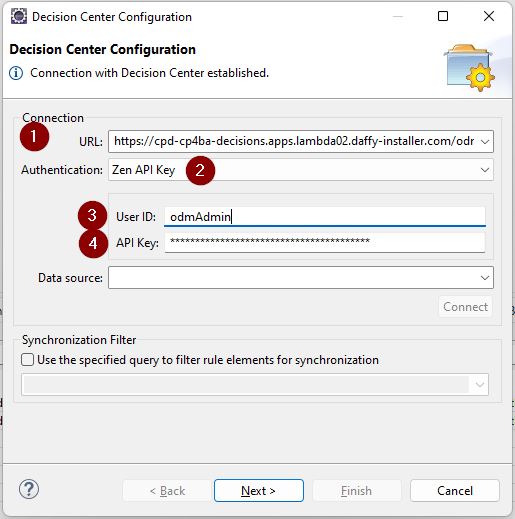 Decision Center Configuration
Decision Center Configuration
Connection with Decision Center established.
Connection
1 URL: https://cpd-cp4ba-decisions.apps.lambda02.daffy-installer.com/odr
Authentication: Zen API Key 2
3 User ID: odmAdmin
4 API Key: ****************************************
Data source:
Connect
Synchronization Filter
Use the specified query to filter rule elements for synchronization
? < Back Next > Finish Cancel